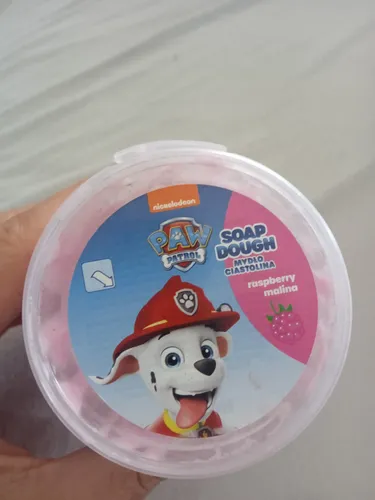 nickelodeon
PAW
PATROL
SOAP
DOUGH
MYDŁO
CIASTOLINA
raspberry
malina